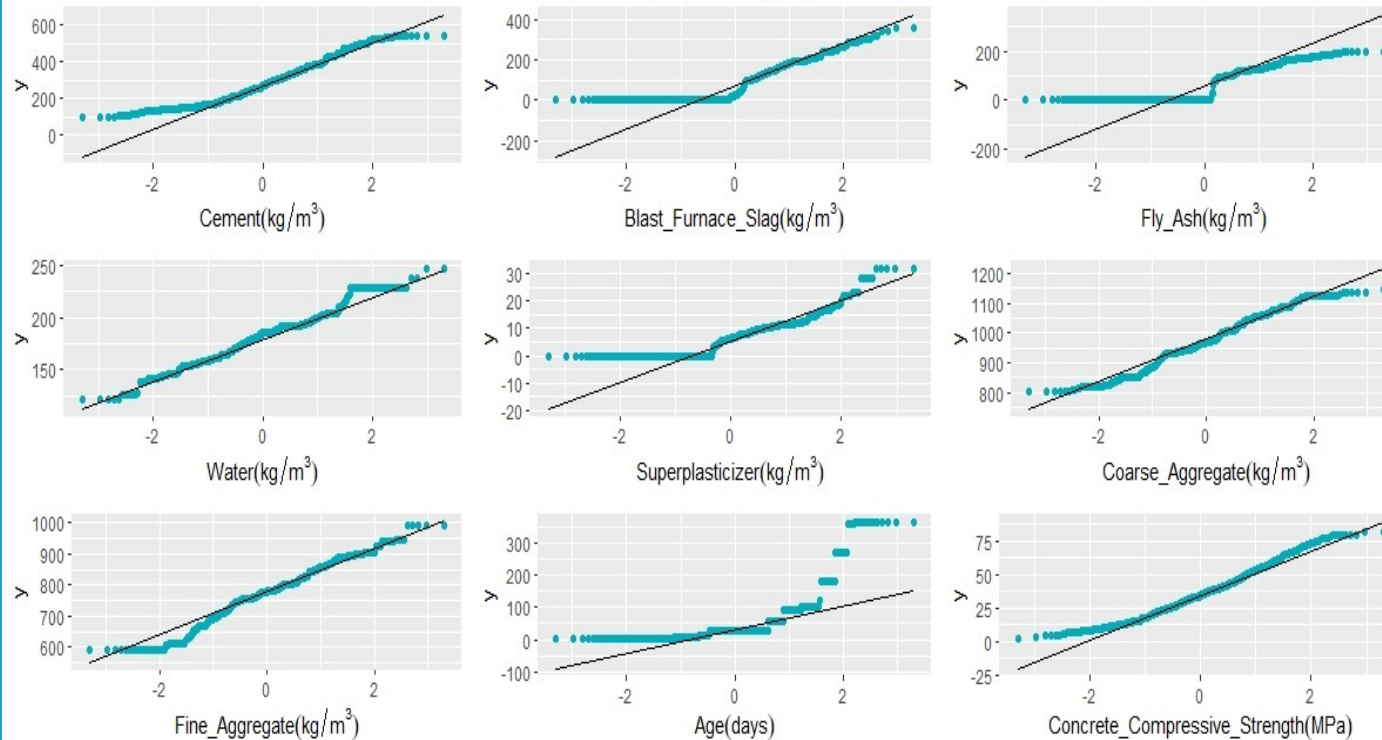 600
400
200
0
y
-2 0 2
Cement(kg/m³)
400
200
0
-200
y
-2 0 2
Blast_Furnace_Slag(kg/m³)
200
0
-200
y
-2 0 2
Fly_Ash(kg/m³)
250
200
150
y
-2 0 2
Water(kg/m³)
30
20
10
0
-10
-20
y
-2 0 2
Superplasticizer(kg/m³)
1200
1100
1000
900
800
y
-2 0 2
Coarse_Aggregate(kg/m³)
1000
900
800
700
600
y
-2 0 2
Fine_Aggregate(kg/m³)
300
200
100
0
-100
y
-2 0 2
Age(days)
75
50
25
0
-25
y
-2 0 2
Concrete_Compressive_Strength(MPa)